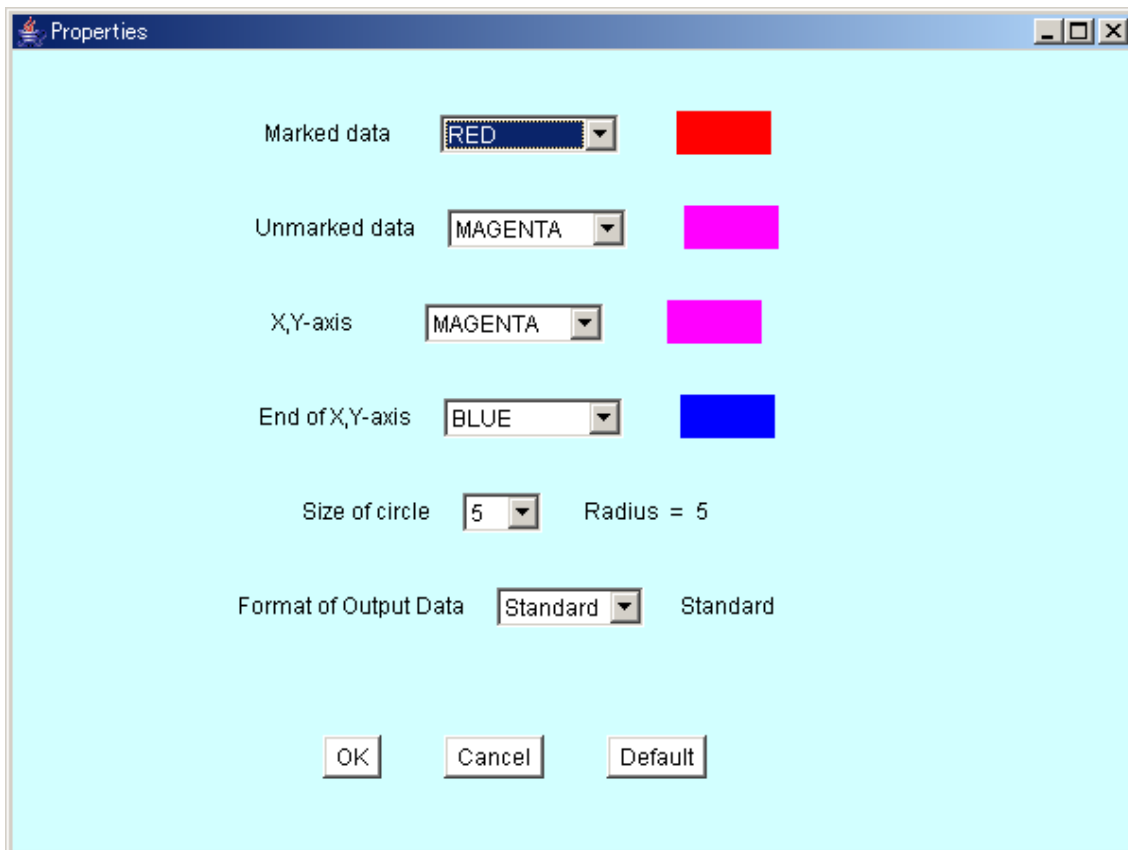 Properties
Marked data RED
Unmarked data MAGENTA
X,Y-axis MAGENTA
End of X,Y-axis BLUE
Size of circle 5 Radius = 5
Format of Output Data Standard Standard
OK Cancel Default